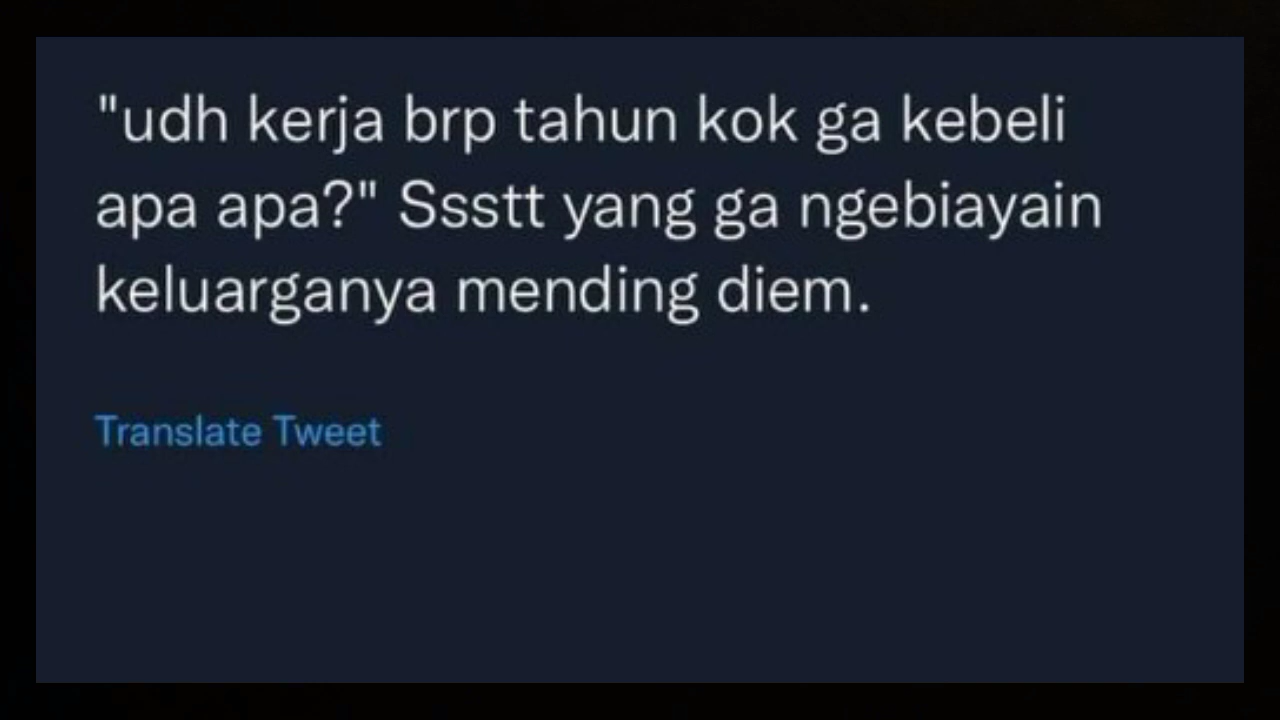 "udh kerja brp tahun kok ga kebeli
apa apa?" Ssstt yang ga ngebiayain
keluarganya mending diem.
Translate Tweet